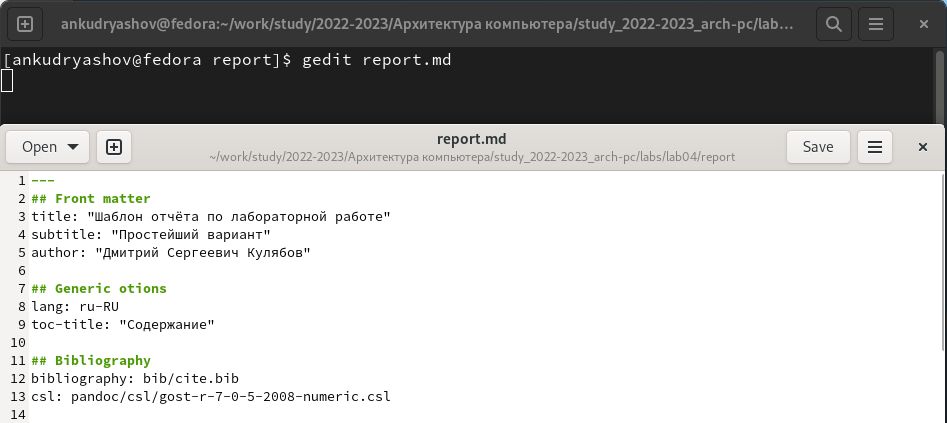 ankudryashov@fedora:~/work/study/2022-2023/Архитектура компьютера/study_2022-2023_arch-pc/lab...
[ankudryashov@fedora report]$ gedit report.md
Open
report.md
~/work/study/2022-2023/Архитектура компьютера/study_2022-2023_arch-pc/labs/lab04/report
Save
1 ---
2 ## Front matter
3 title: "Шаблон отчёта по лабораторной работе"
4 subtitle: "Простейший вариант"
5 author: "Дмитрий Сергеевич Кулябов"
6
7 ## Generic otions
8 lang: ru-RU
9 toc-title: "Содержание"
10
11 ## Bibliography
12 bibliography: bib/cite.bib
13 csl: pandoc/csl/gost-r-7-0-5-2008-numeric.csl
14